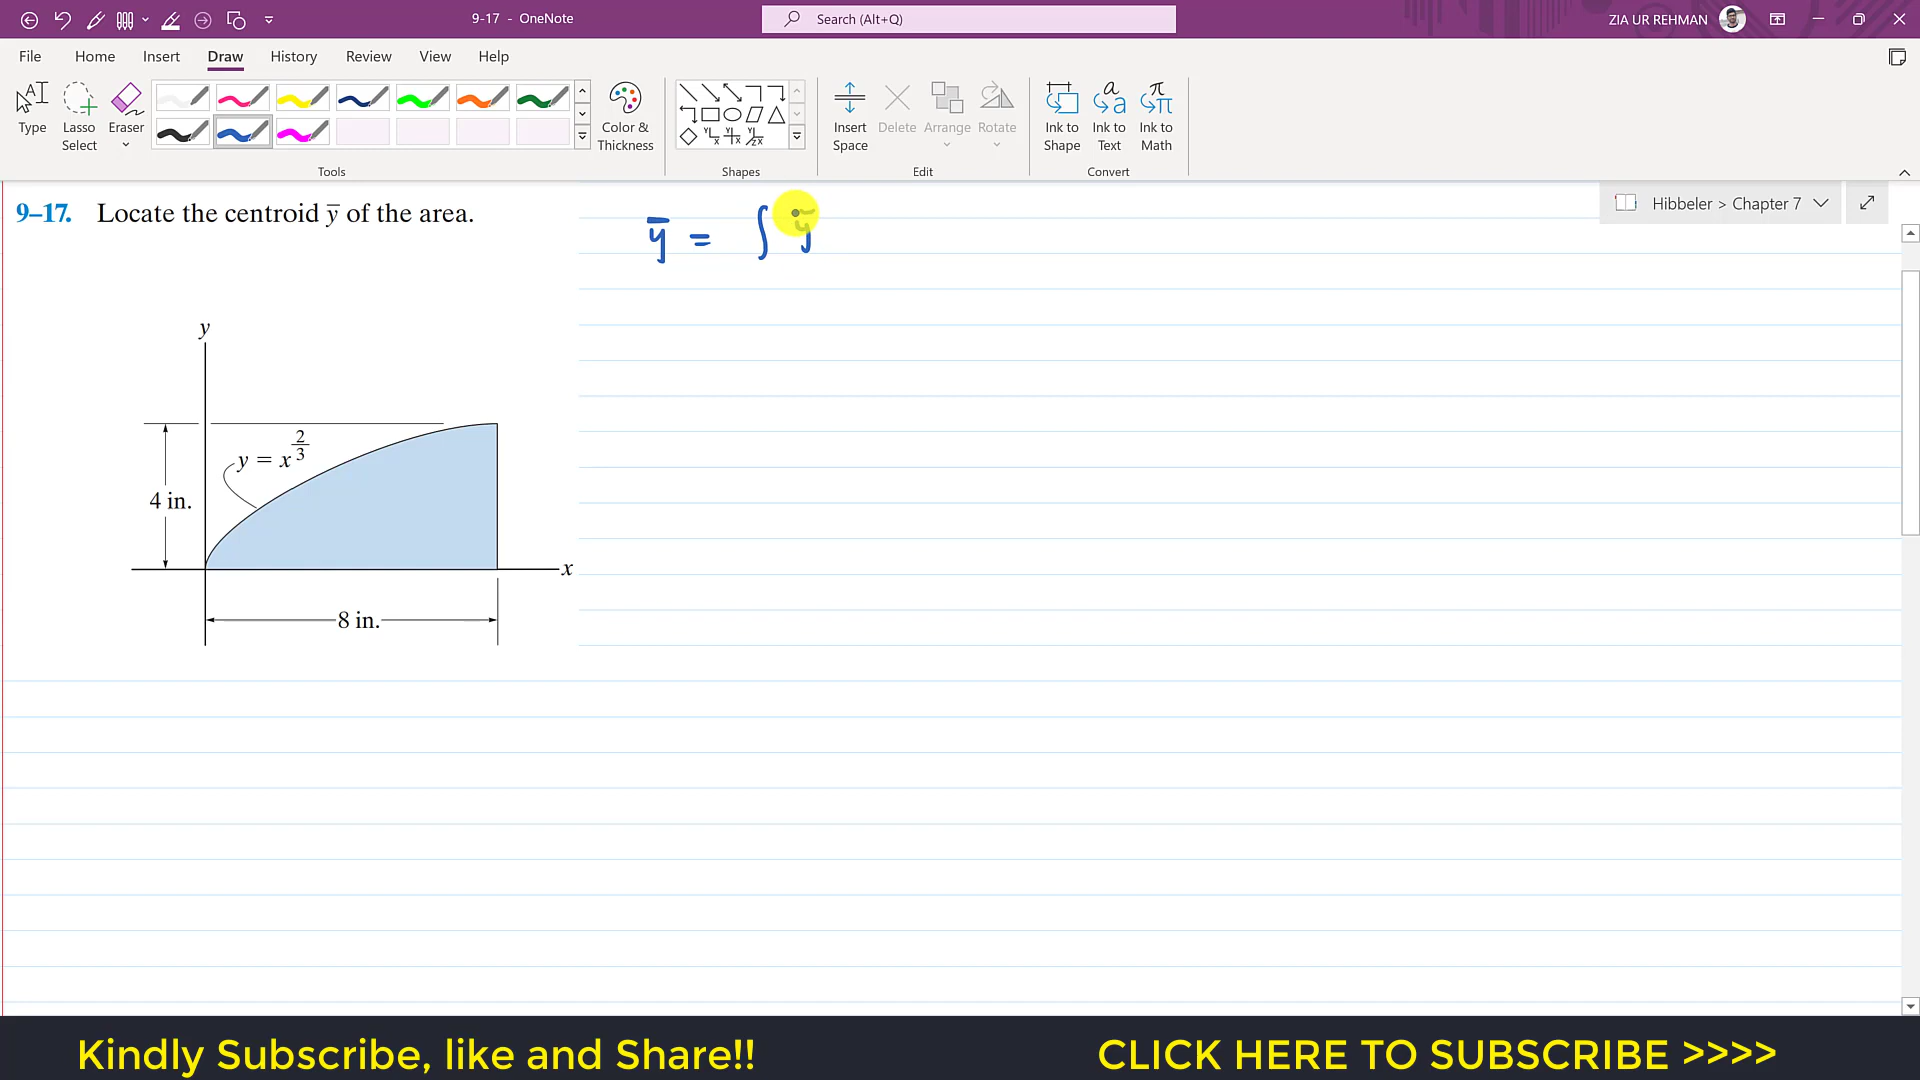 9-17 - OneNote
Search (Alt+Q)
ZIA UR REHMAN
File Home Insert Draw History Review View Help
Type
Lasso Select
Eraser
Color & Thickness
Insert Space
Delete
Arrange
Rotate
Ink to Shape
Ink to Text
Ink to Math
Tools
Shapes
Edit
Convert
Hibbeler > Chapter 7
9–17. Locate the centroid y̅ of the area.
y̅ = ∫ ỹ
y
y = x^(2/3)
4 in.
x
8 in.
Kindly Subscribe, like and Share!!
CLICK HERE TO SUBSCRIBE >>>>